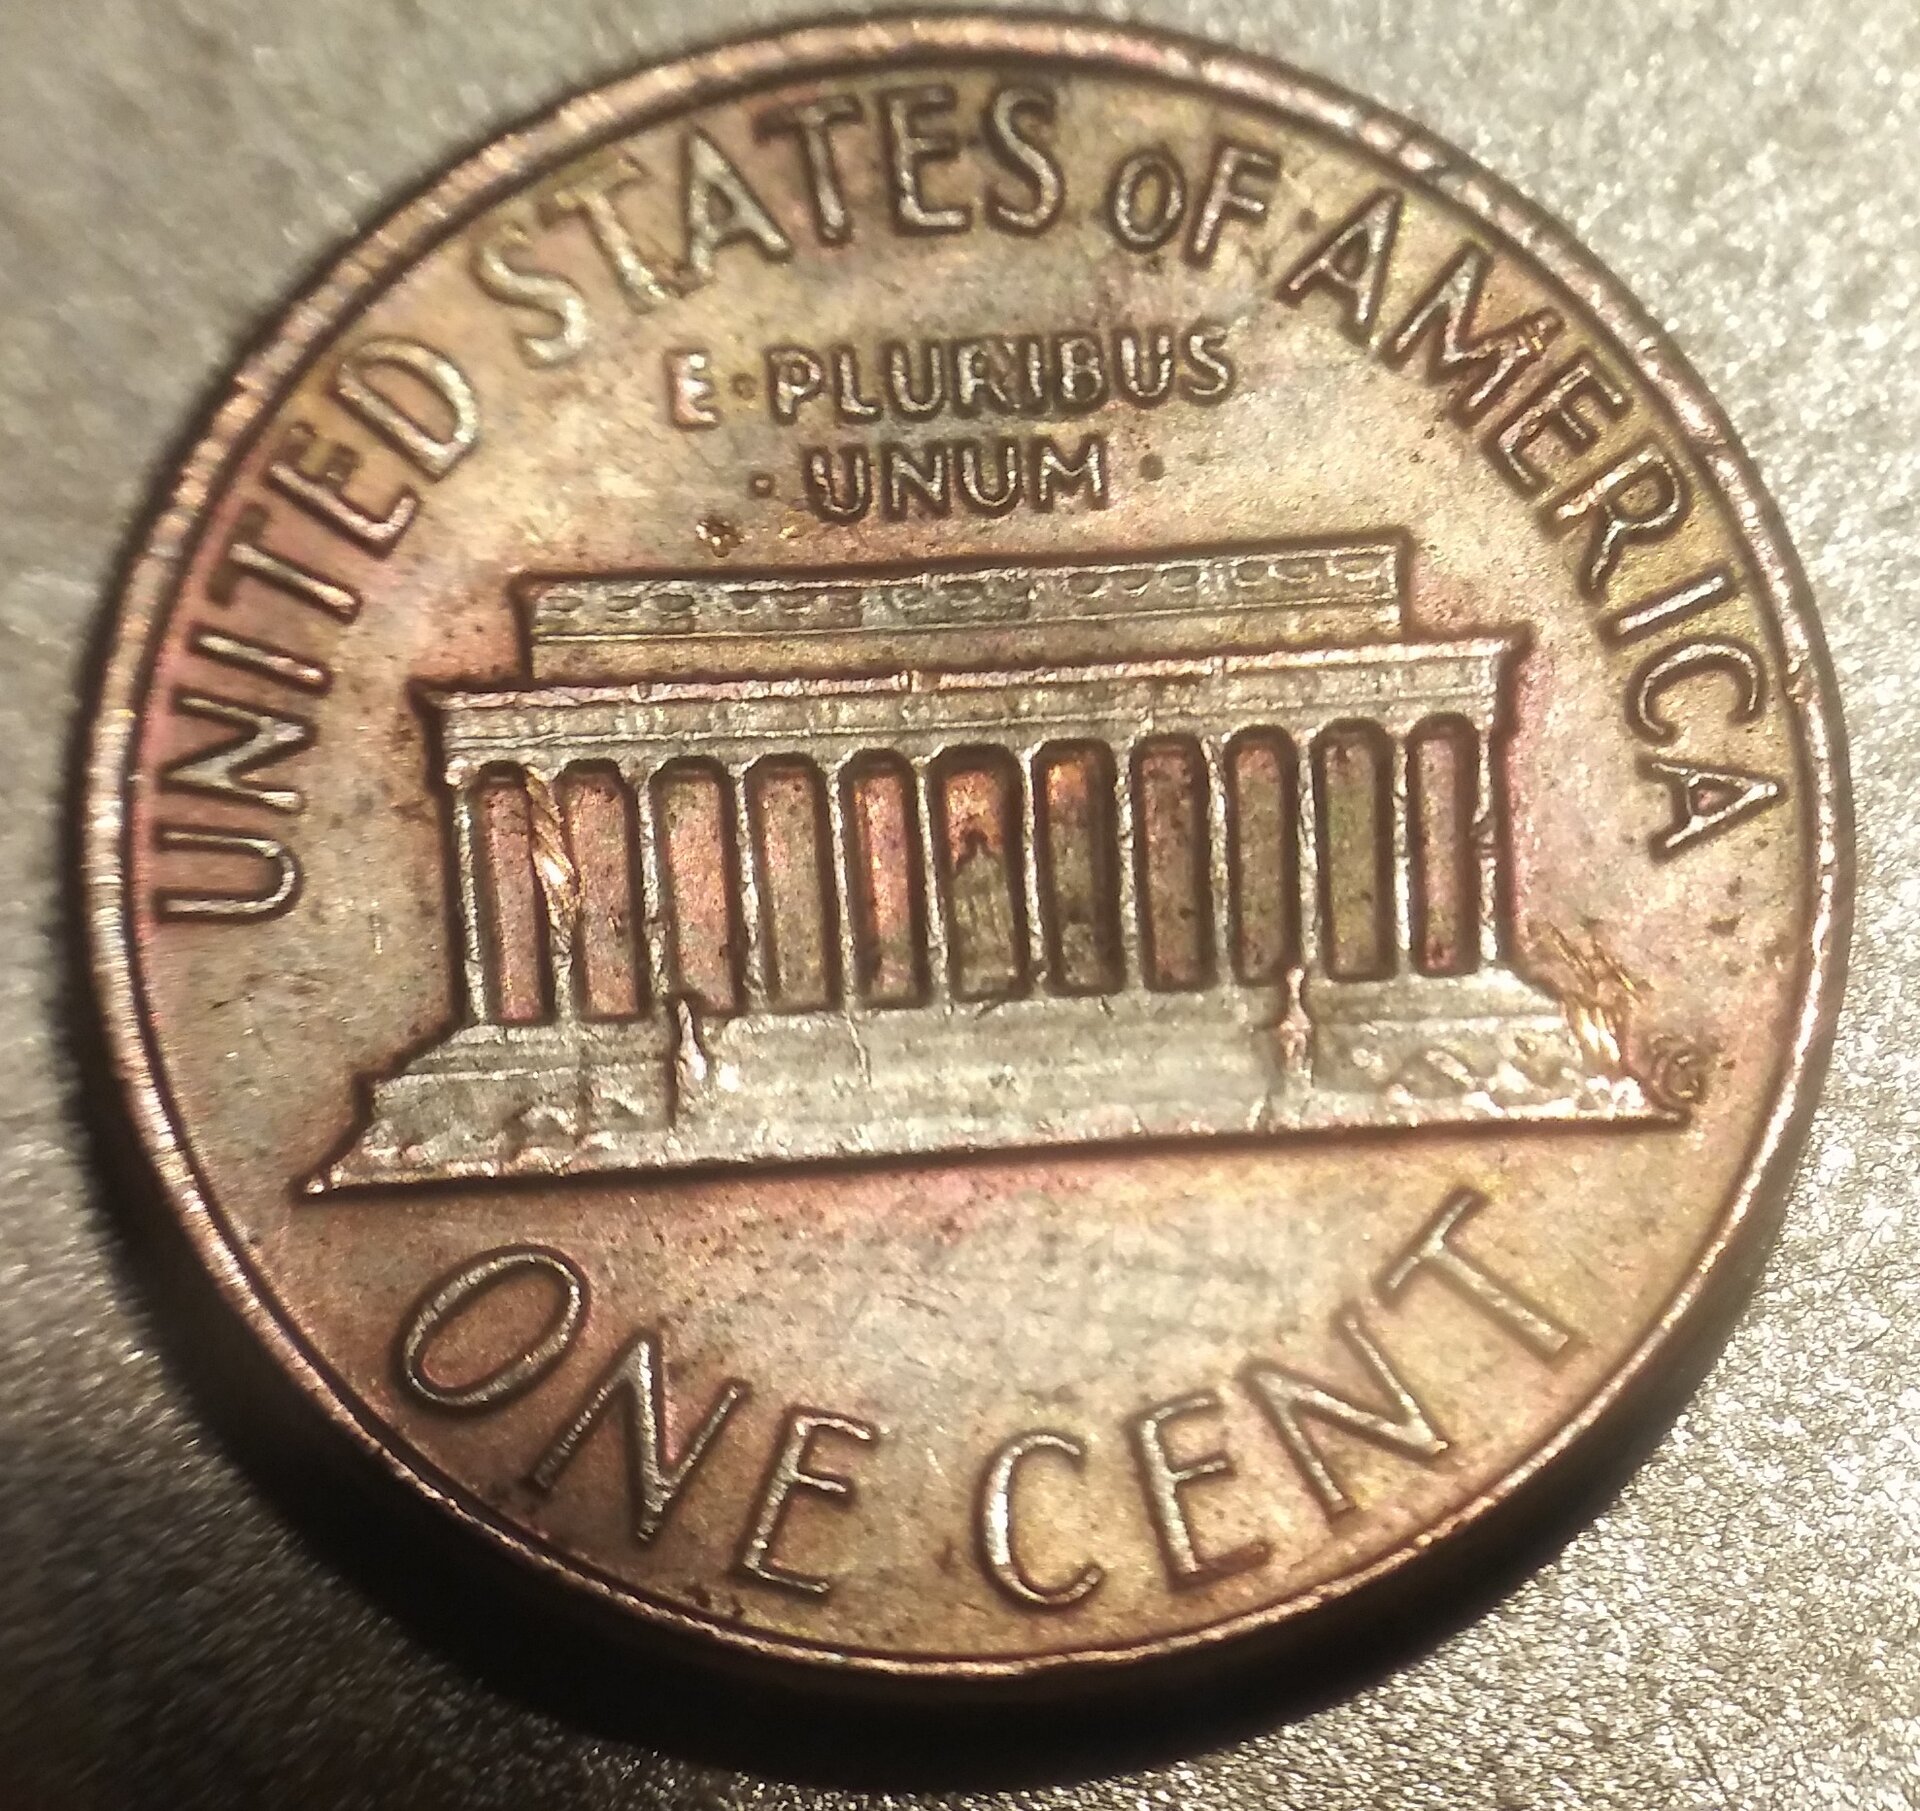 UNITED STATES OF AMERICA
E·PLURIBUS
·UNUM·
ONE CENT